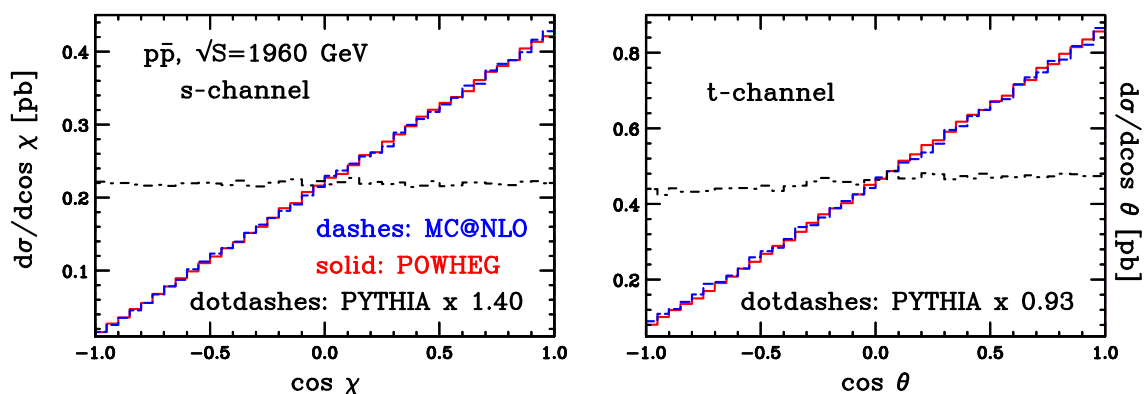 dσ/dcos χ [pb]
0.4
0.3
0.2
0.1
pp̄, √S=1960 GeV
s-channel
dashes: MC@NLO
solid: POWHEG
dotdashes: PYTHIA x 1.40
−1.0 −0.5 0.0 0.5 1.0
cos χ
0.8
0.6
0.4
0.2
t-channel
dotdashes: PYTHIA x 0.93
−1.0 −0.5 0.0 0.5 1.0
cos θ
dσ/dcos θ [pb]